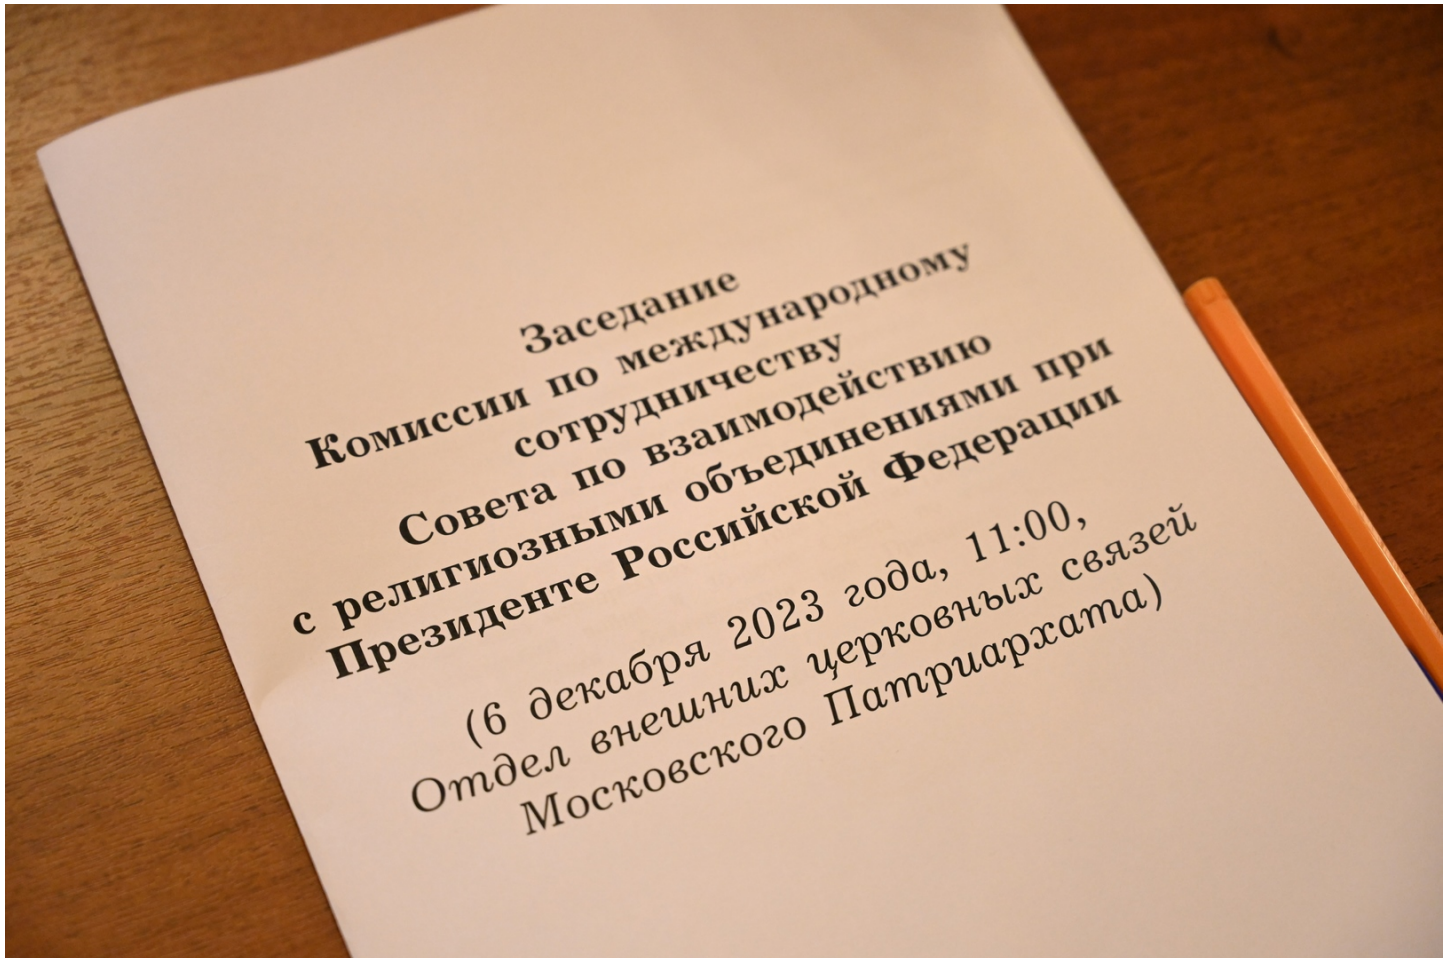 Заседание
Комиссии по международному
сотрудничеству
Совета по взаимодействию
с религиозными объединениями при
Президенте Российской Федерации
(6 декабря 2023 года, 11:00,
Отдел внешних церковных связей
Московского Патриархата)